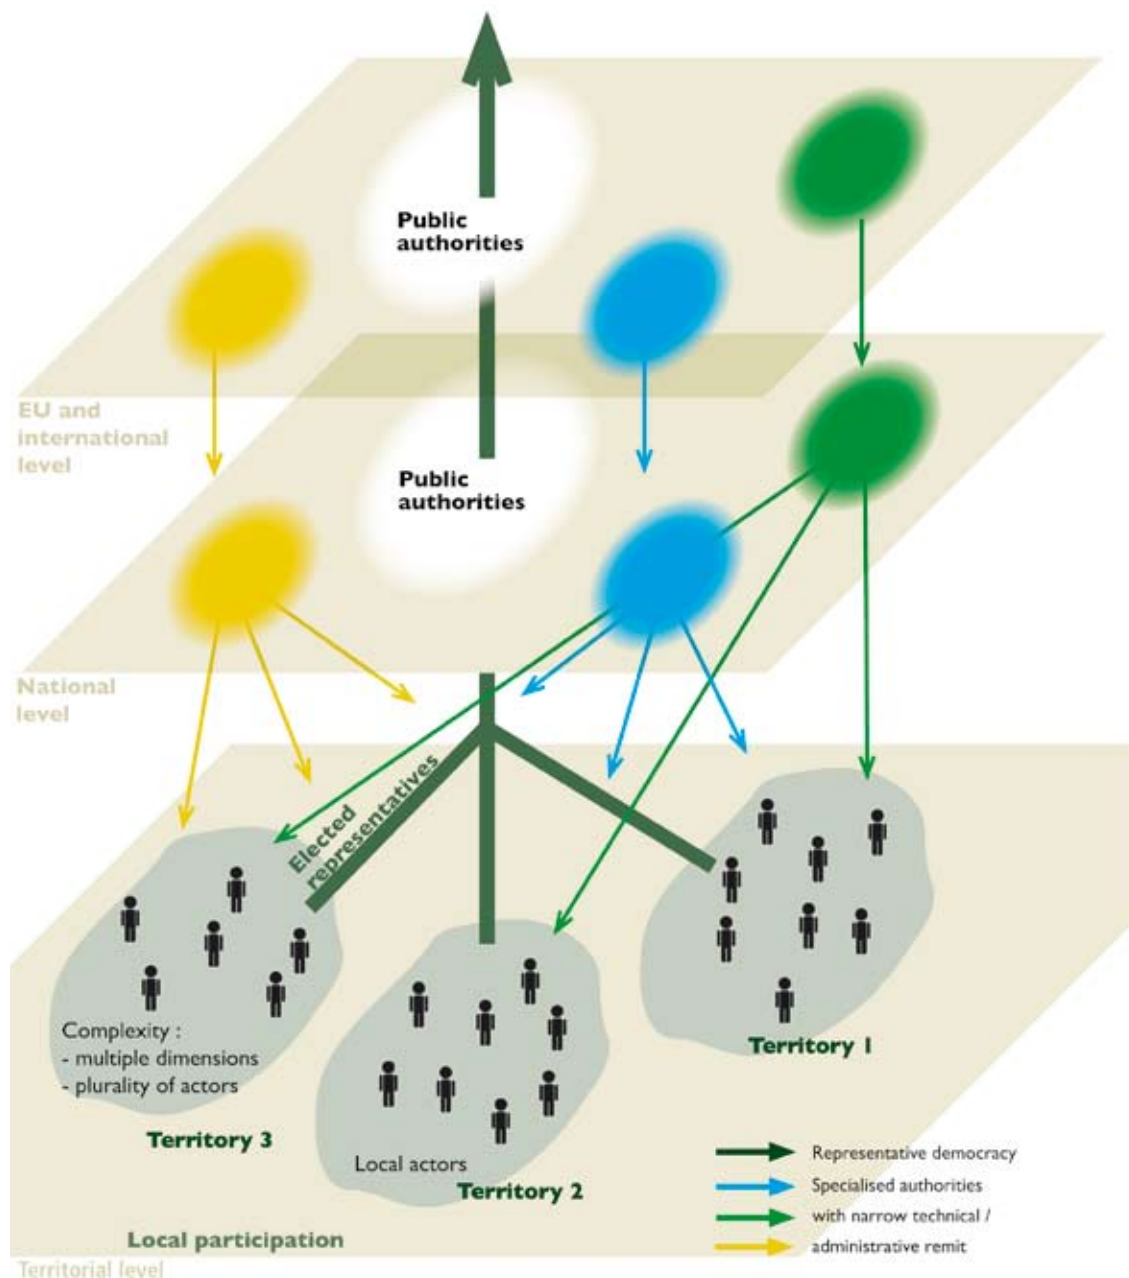 Public
authorities
EU and
international
level
Public
authorities
National
level
Elected
representatives
Complexity :
- multiple dimensions
- plurality of actors
Territory 1
Territory 3
Local actors
Territory 2
Representative democracy
Specialised authorities
with narrow technical /
administrative remit
Local participation
Territorial level